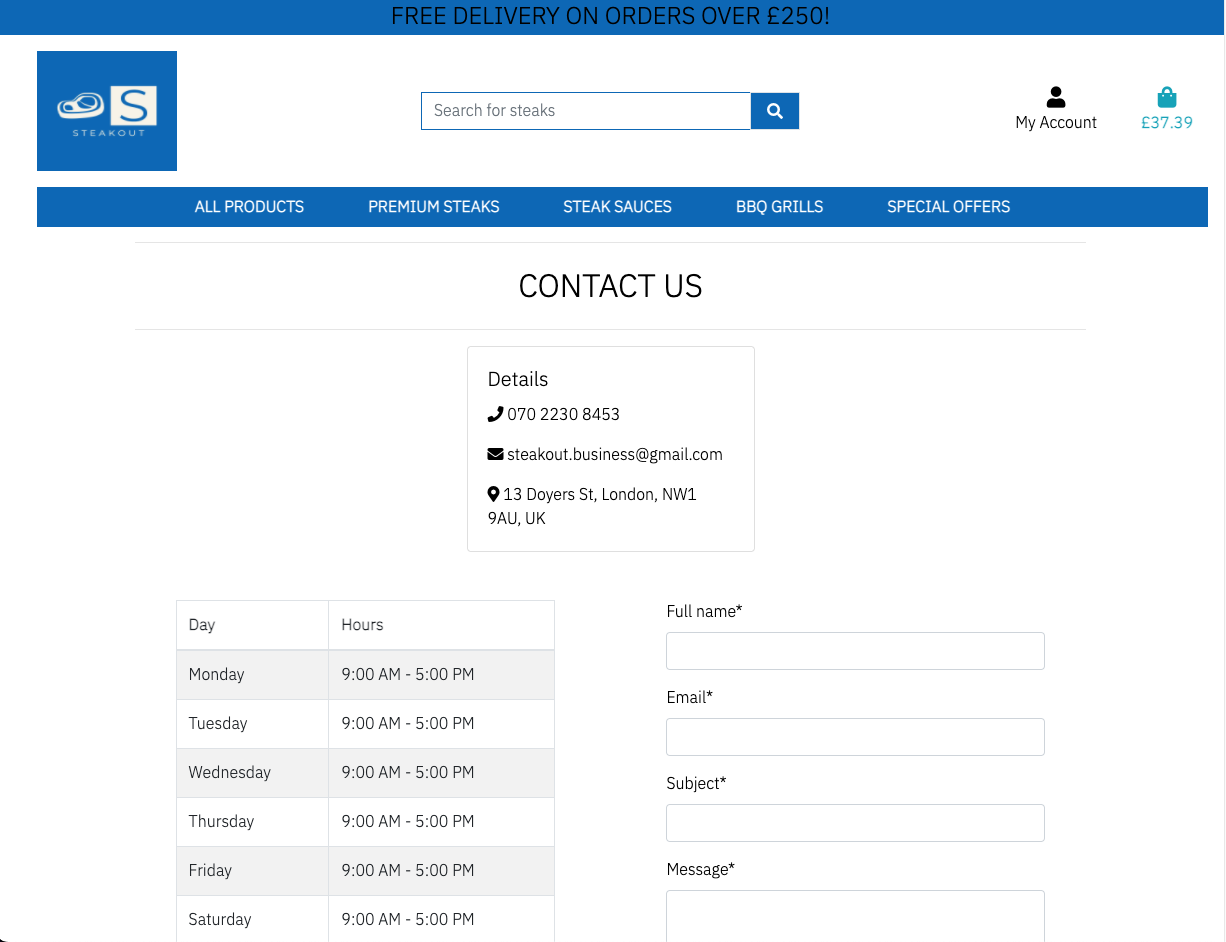 FREE DELIVERY ON ORDERS OVER £250!
S
STEAKOUT
Search for steaks
My Account
£37.39
ALL PRODUCTS PREMIUM STEAKS STEAK SAUCES BBQ GRILLS SPECIAL OFFERS
CONTACT US
Details
070 2230 8453
steakout.business@gmail.com
13 Doyers St, London, NW1
9AU, UK
Day Hours
Monday 9:00 AM - 5:00 PM
Tuesday 9:00 AM - 5:00 PM
Wednesday 9:00 AM - 5:00 PM
Thursday 9:00 AM - 5:00 PM
Friday 9:00 AM - 5:00 PM
Saturday 9:00 AM - 5:00 PM
Full name*
Email*
Subject*
Message*